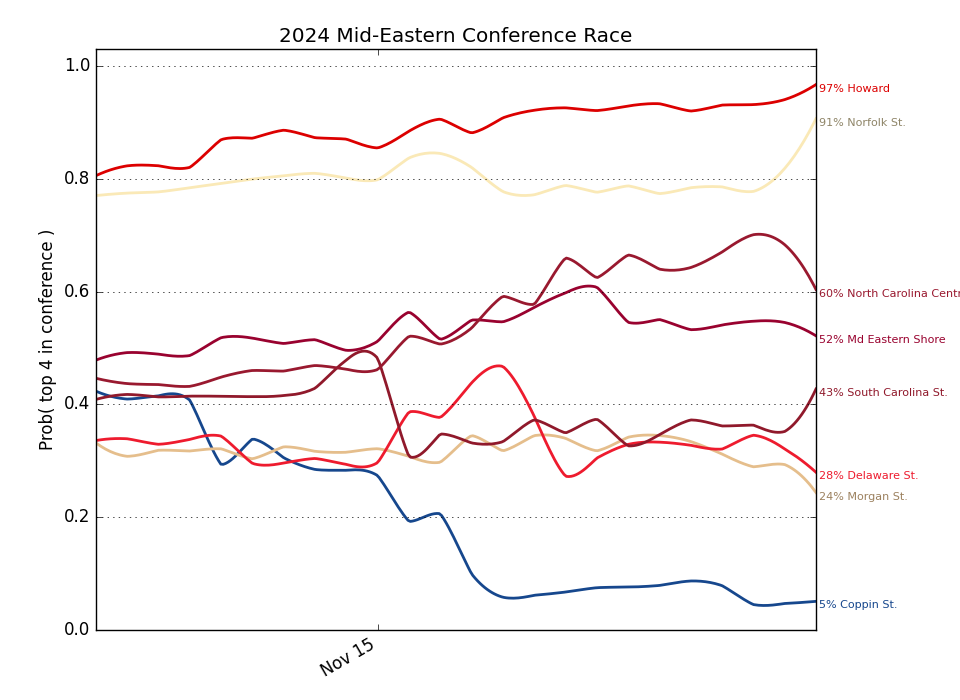 2024 Mid-Eastern Conference Race
Prob( top 4 in conference )
1.0
0.8
0.6
0.4
0.2
0.0
Nov 15
97% Howard
91% Norfolk St.
60% North Carolina Centr
52% Md Eastern Shore
43% South Carolina St.
28% Delaware St.
24% Morgan St.
5% Coppin St.